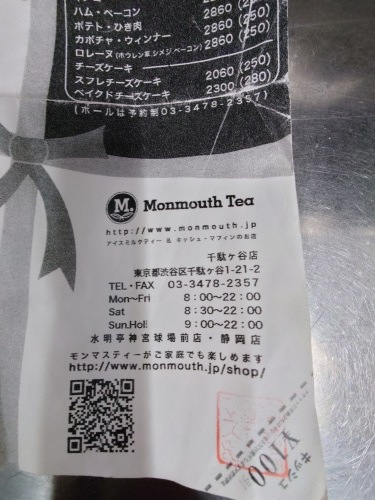 ハム・ベーコン 2860 (250)
ポテト・ひき肉 2860 (250)
カボチャ・ウィンナー 2860 (250)
ロレーヌ (ホウレン草.シメジ.ベーコン) 2860 (250)
チーズケーキ
スフレチーズケーキ 2060 (250)
ベイクドチーズケーキ 2300 (280)
(ホールは予約制03-3478-2357)
M. Monmouth Tea
http://www.monmouth.jp
アイスミルクティー & キッシュ・マフィンのお店
千駄ヶ谷店
東京都渋谷区千駄ヶ谷1-21-2
TEL・FAX 03-3478-2357
Mon〜Fri 8:00〜22:00
Sat 8:30〜22:00
Sun.Hol! 9:00〜22:00
水明亭神宮球場前店・静岡店
モンマスティーがご家庭でも楽しめます
http://www.monmouth.jp/shop/
キッシュ
¥100